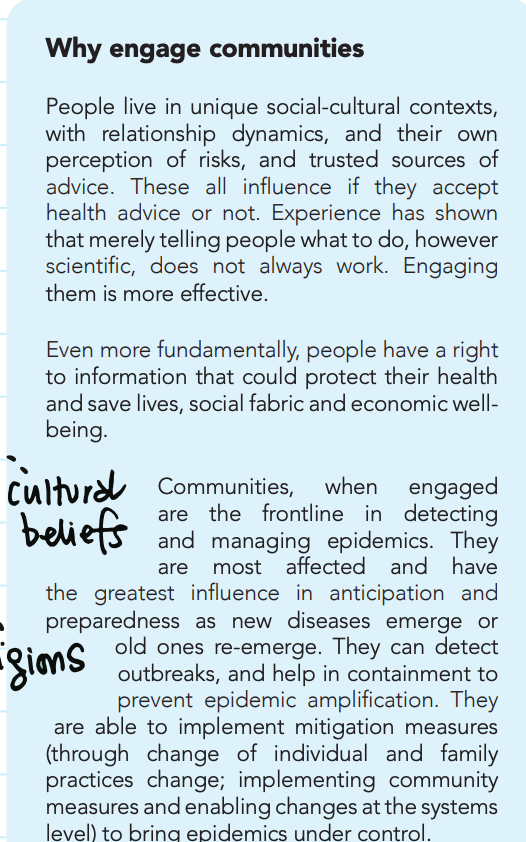 Why engage communities
People live in unique social-cultural contexts,
with relationship dynamics, and their own
perception of risks, and trusted sources of
advice. These all influence if they accept
health advice or not. Experience has shown
that merely telling people what to do, however
scientific, does not always work. Engaging
them is more effective.
Even more fundamentally, people have a right
to information that could protect their health
and save lives, social fabric and economic well-
being.
cultural
beliefs
Communities, when engaged
are the frontline in detecting
and managing epidemics. They
are most affected and have
the greatest influence in anticipation and
preparedness as new diseases emerge or
old ones re-emerge. They can detect
outbreaks, and help in containment to
prevent epidemic amplification. They
are able to implement mitigation measures
(through change of individual and family
practices change; implementing community
measures and enabling changes at the systems
level) to bring epidemics under control.